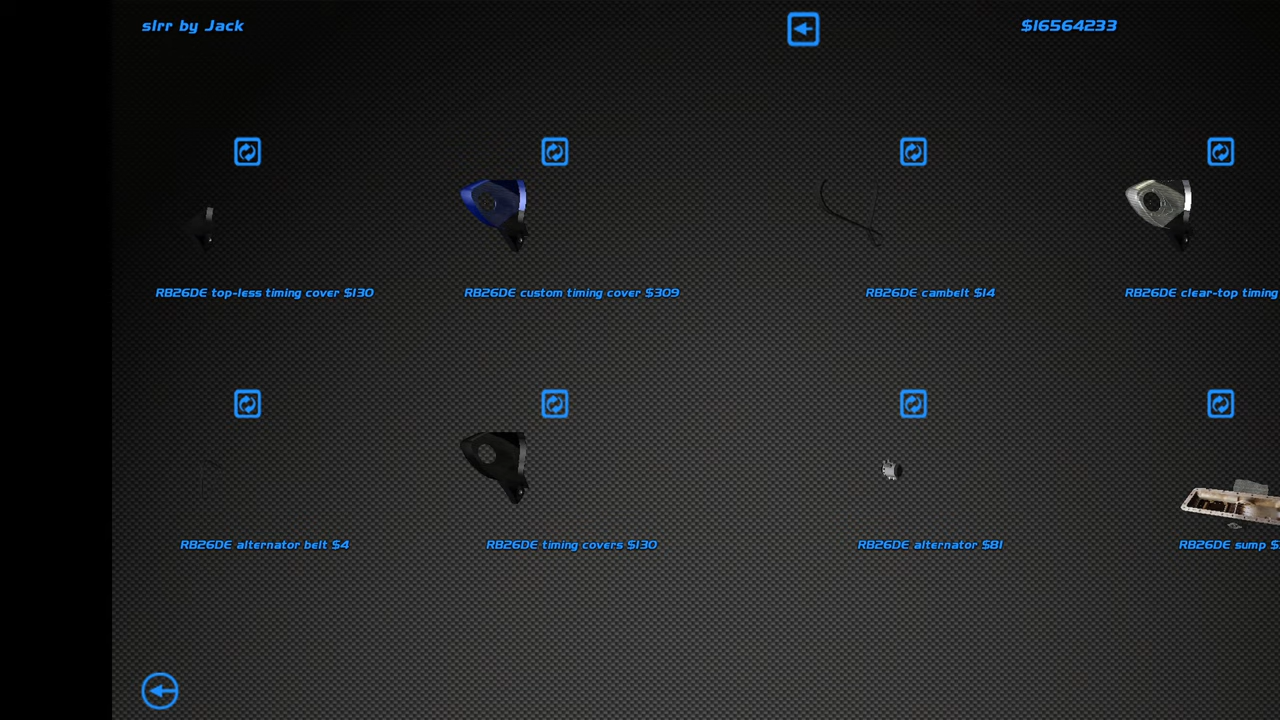 slrr by Jack
$16564233
RB26DE top-less timing cover $130
RB26DE custom timing cover $309
RB26DE cambelt $14
RB26DE clear-top timing
RB26DE alternator belt $4
RB26DE timing covers $130
RB26DE alternator $81
RB26DE sump